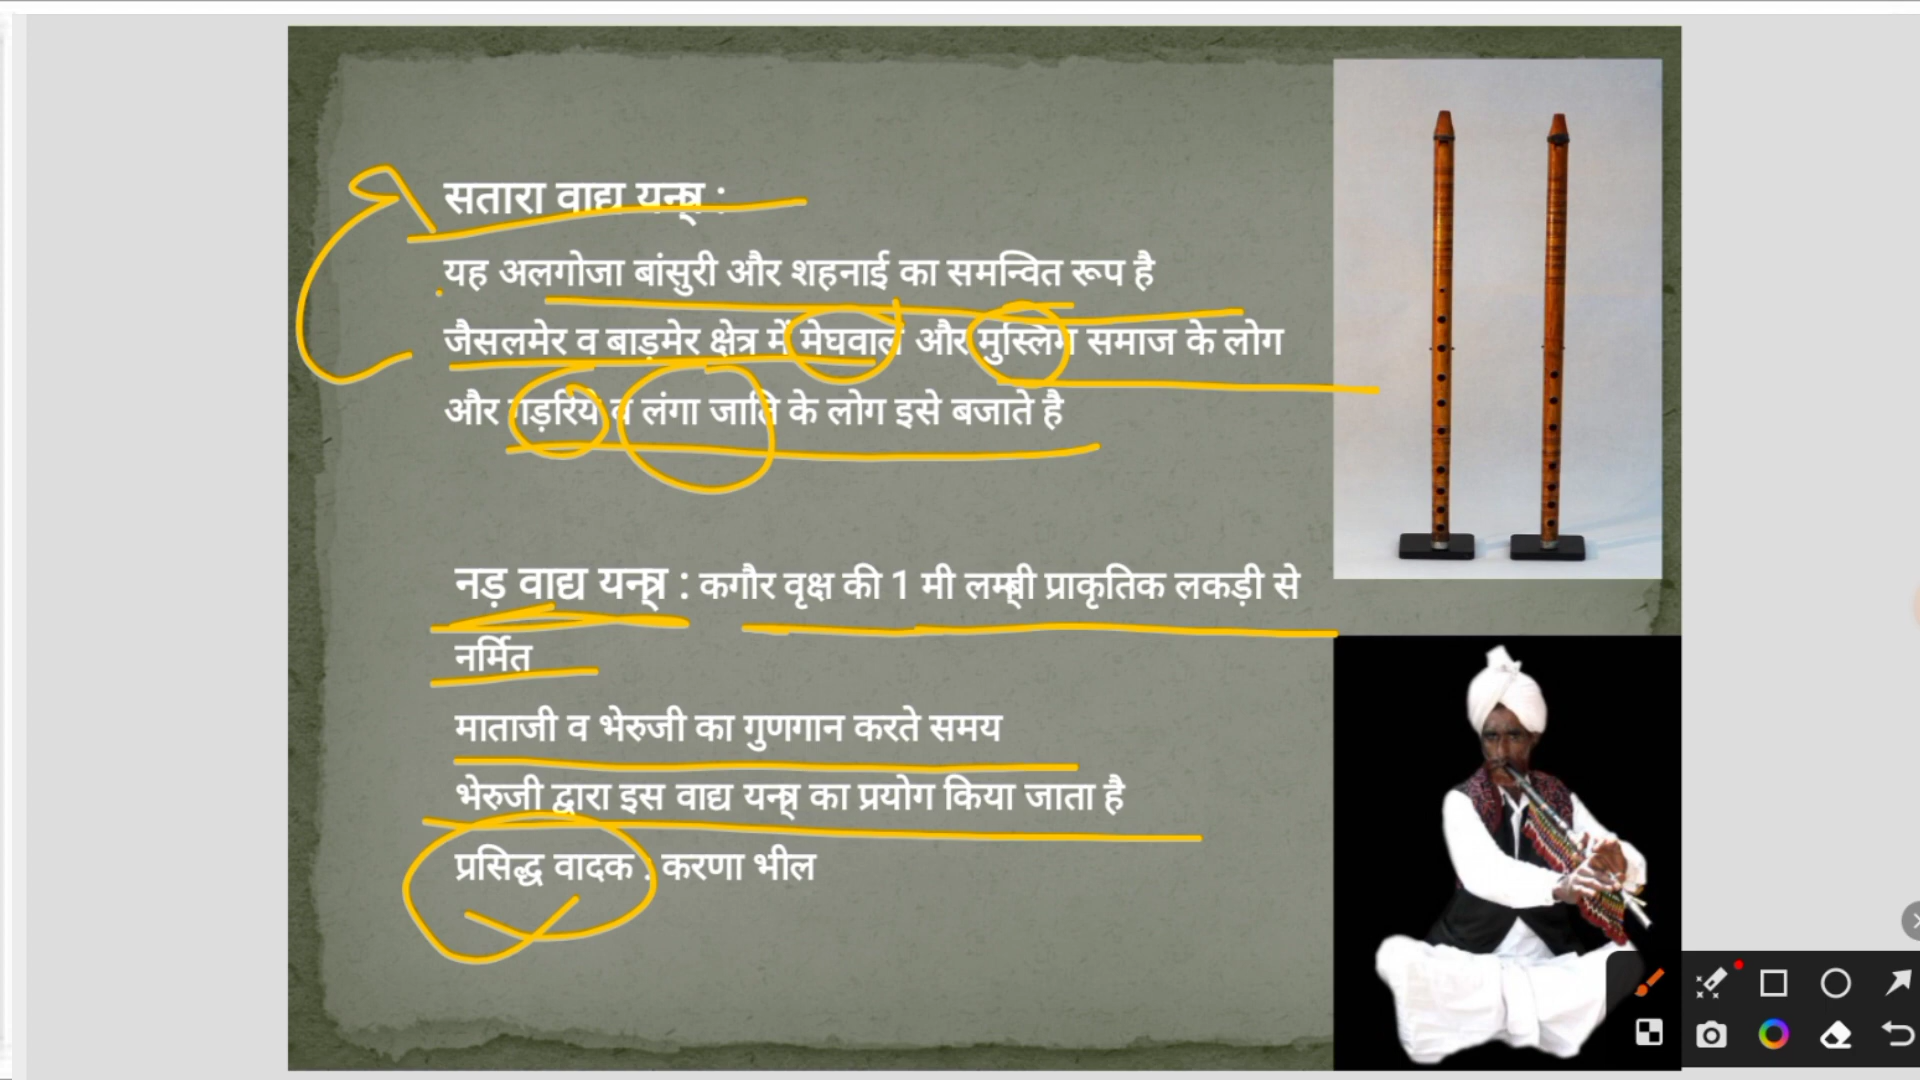 सतारा वाद्य यन्त्र :
यह अलगोजा बांसुरी और शहनाई का समन्वित रूप है
जैसलमेर व बाड़मेर क्षेत्र में मेघवाल और मुस्लिम समाज के लोग
और गड़रिये व लंगा जाति के लोग इसे बजाते है
नड़ वाद्य यन्त्र : कगौर वृक्ष की 1 मी लम्बी प्राकृतिक लकड़ी से
नर्मित
माताजी व भेरुजी का गुणगान करते समय
भेरुजी द्वारा इस वाद्य यन्त्र का प्रयोग किया जाता है
प्रसिद्ध वादक : करणा भील